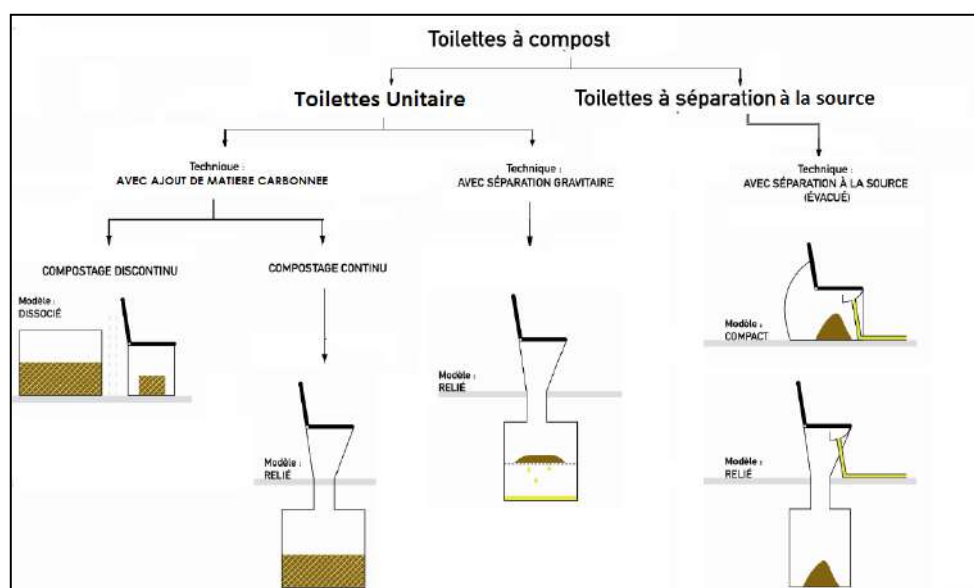 Toilettes à compost
Toilettes Unitaire
Toilettes à séparation à la source
Technique :
AVEC AJOUT DE MATIERE CARBONNEE
Technique :
AVEC SÉPARATION GRAVITAIRE
Technique :
AVEC SÉPARATION À LA SOURCE
(ÉVACUÉ)
COMPOSTAGE DISCONTINU
COMPOSTAGE CONTINU
Modèle :
DISSOCIÉ
Modèle :
RELIÉ
Modèle :
RELIÉ
Modèle :
COMPACT
Modèle :
RELIÉ